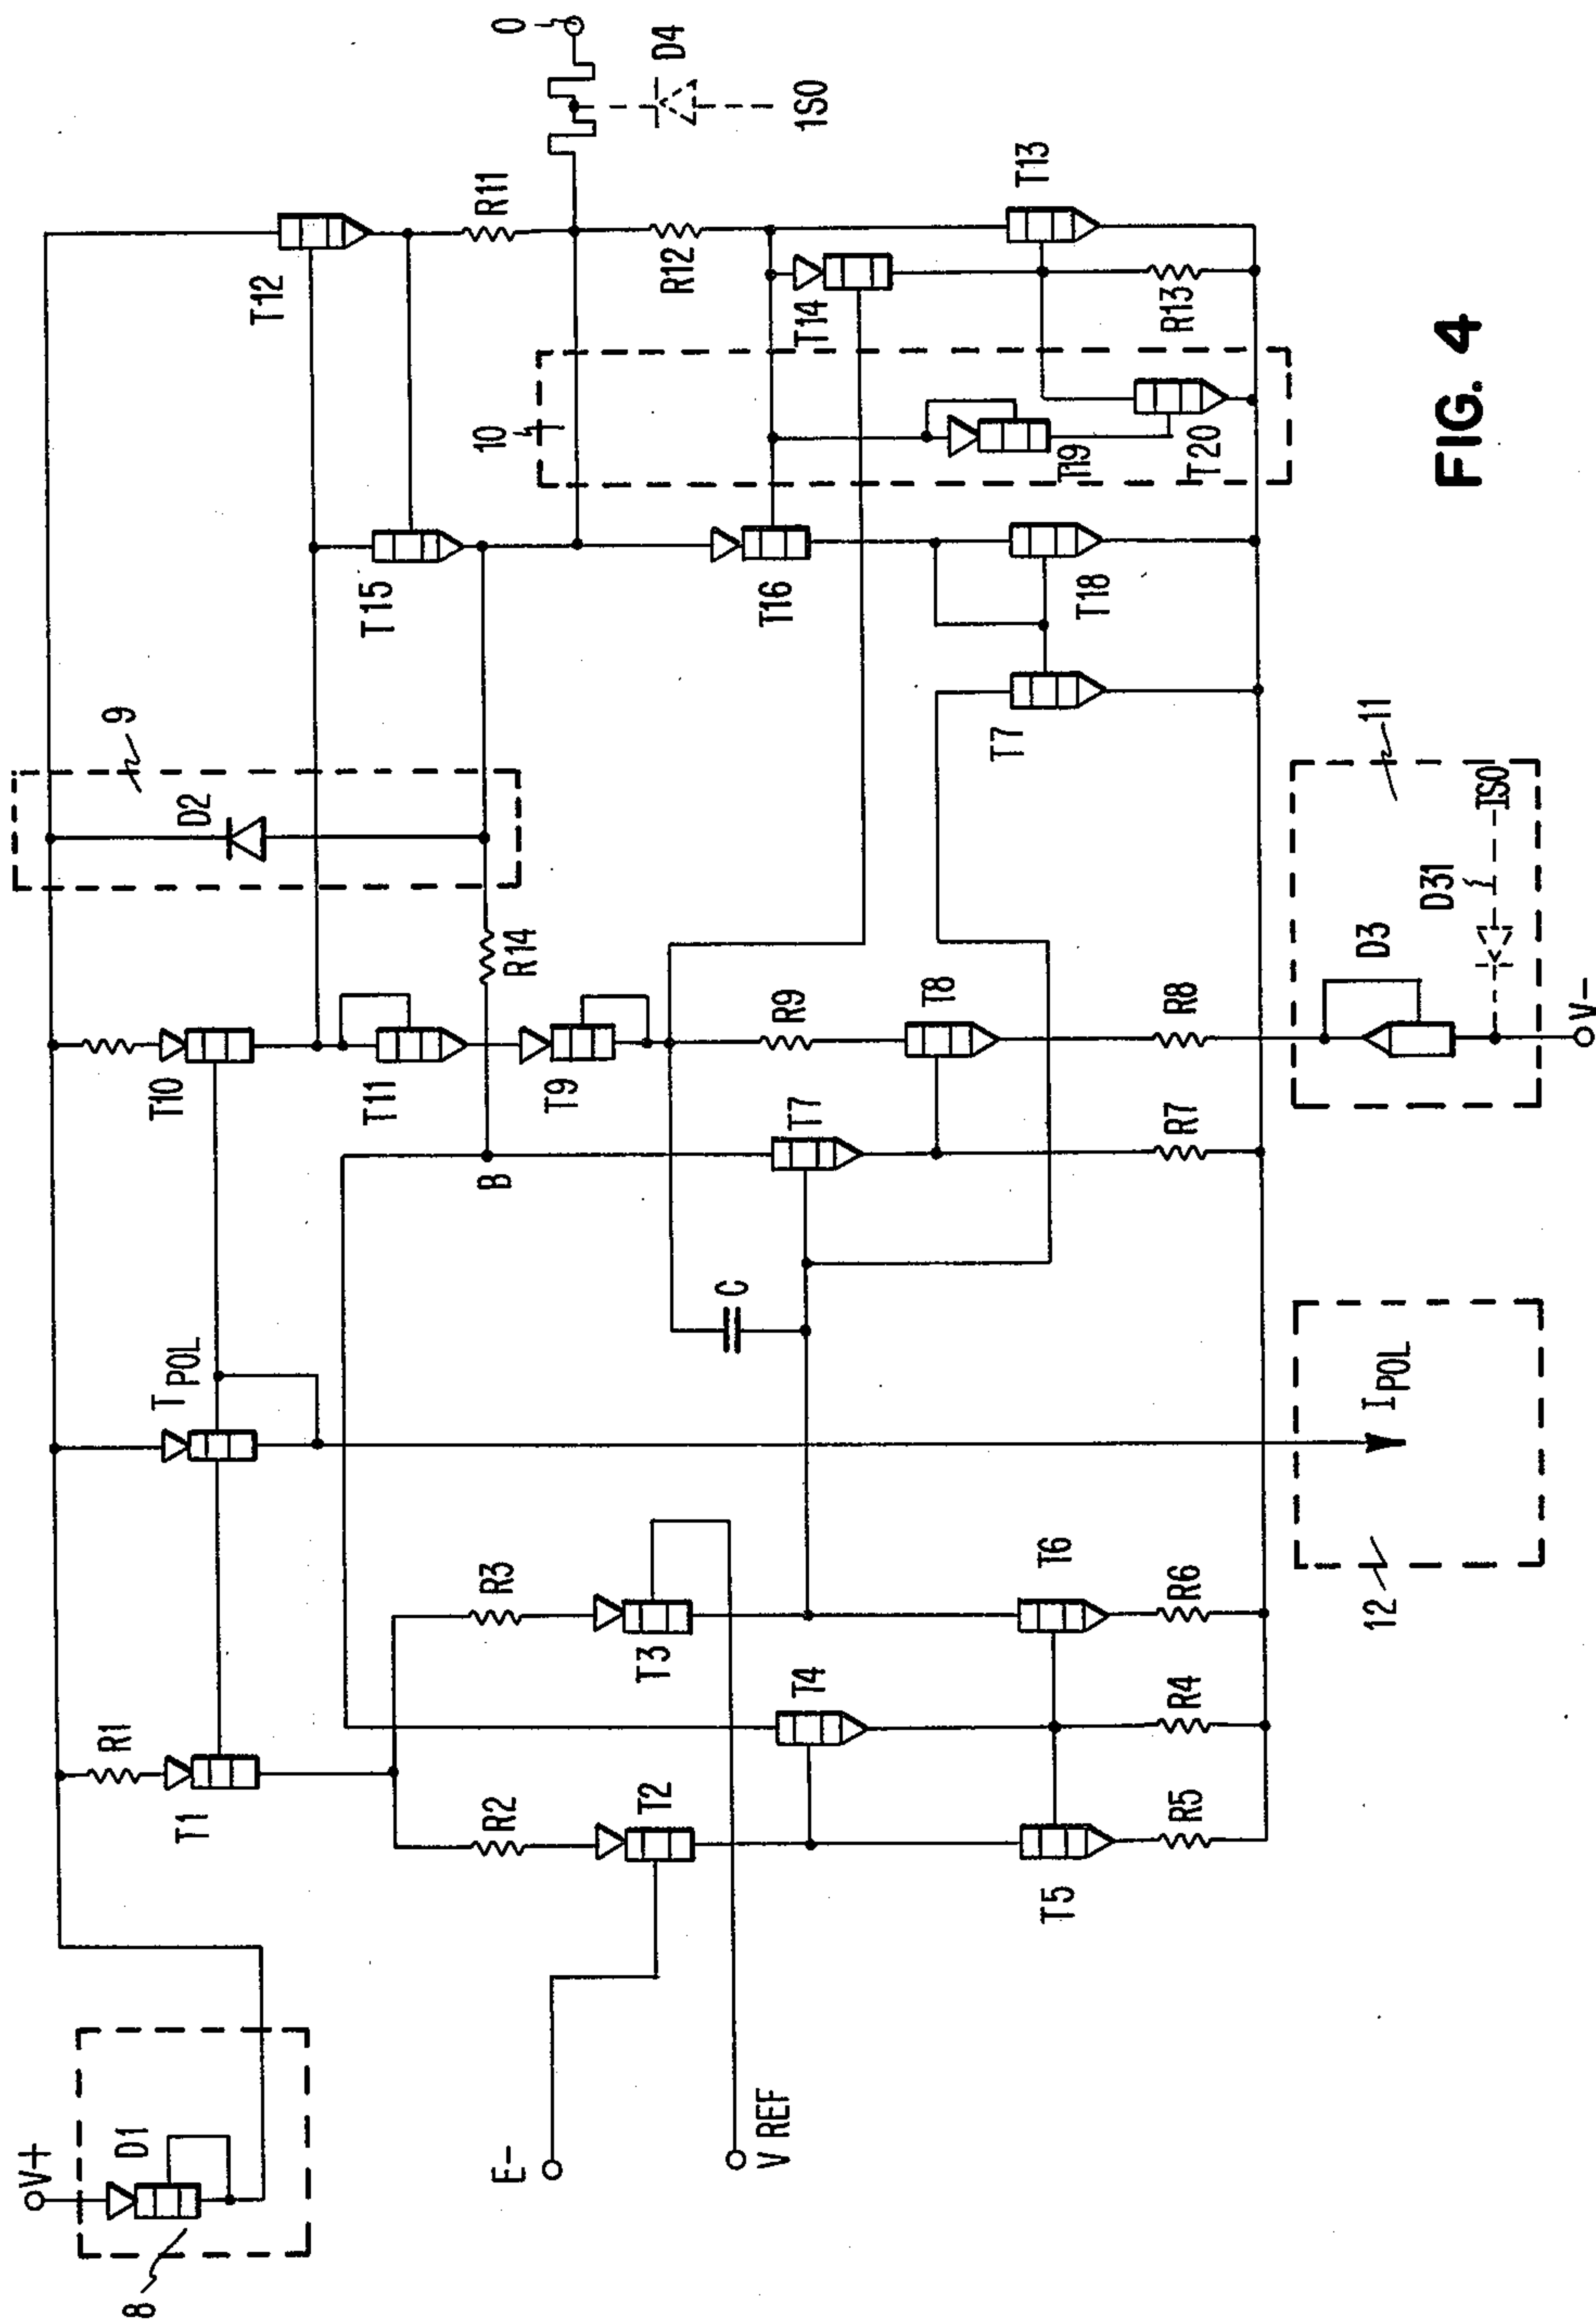 V+
D1
8
E-
V REF
R1
T1
R2
T2
R3
T3
T4
T5
T6
R5
R4
R6
T POL
I POL
12
C
T10
T11
R14
B
T9
R9
T7
T8
R7
R8
D3
D31
ISO
11
V-
9
D2
T12
T15
R11
O
D4
ISO
10
R12
T14
T16
T13
T19
T20
R13
T7
T18
FIG. 4